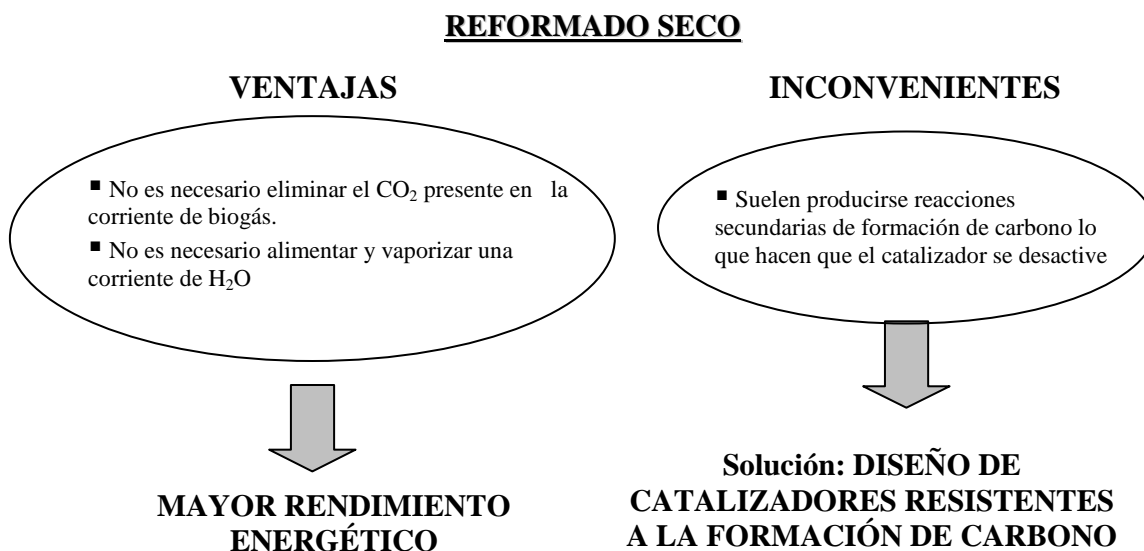 REFORMADO SECO
VENTAJAS
▪ No es necesario eliminar el CO₂ presente en la
corriente de biogás.
▪ No es necesario alimentar y vaporizar una
corriente de H₂O
MAYOR RENDIMIENTO
ENERGÉTICO
INCONVENIENTES
▪ Suelen producirse reacciones
secundarias de formación de carbono lo
que hacen que el catalizador se desactive
Solución: DISEÑO DE
CATALIZADORES RESISTENTES
A LA FORMACIÓN DE CARBONO